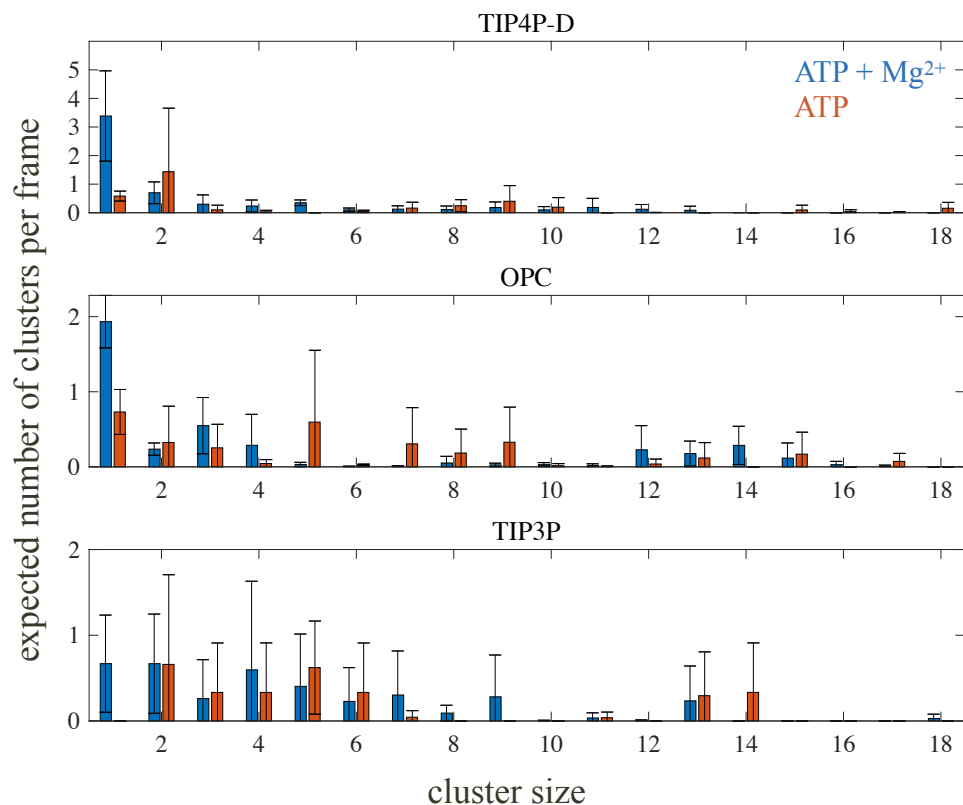 TIP4P-D
ATP + Mg²⁺
ATP
5
4
3
2
1
0
2 4 6 8 10 12 14 16 18
OPC
2
1
0
2 4 6 8 10 12 14 16 18
TIP3P
2
1
0
2 4 6 8 10 12 14 16 18
expected number of clusters per frame
cluster size